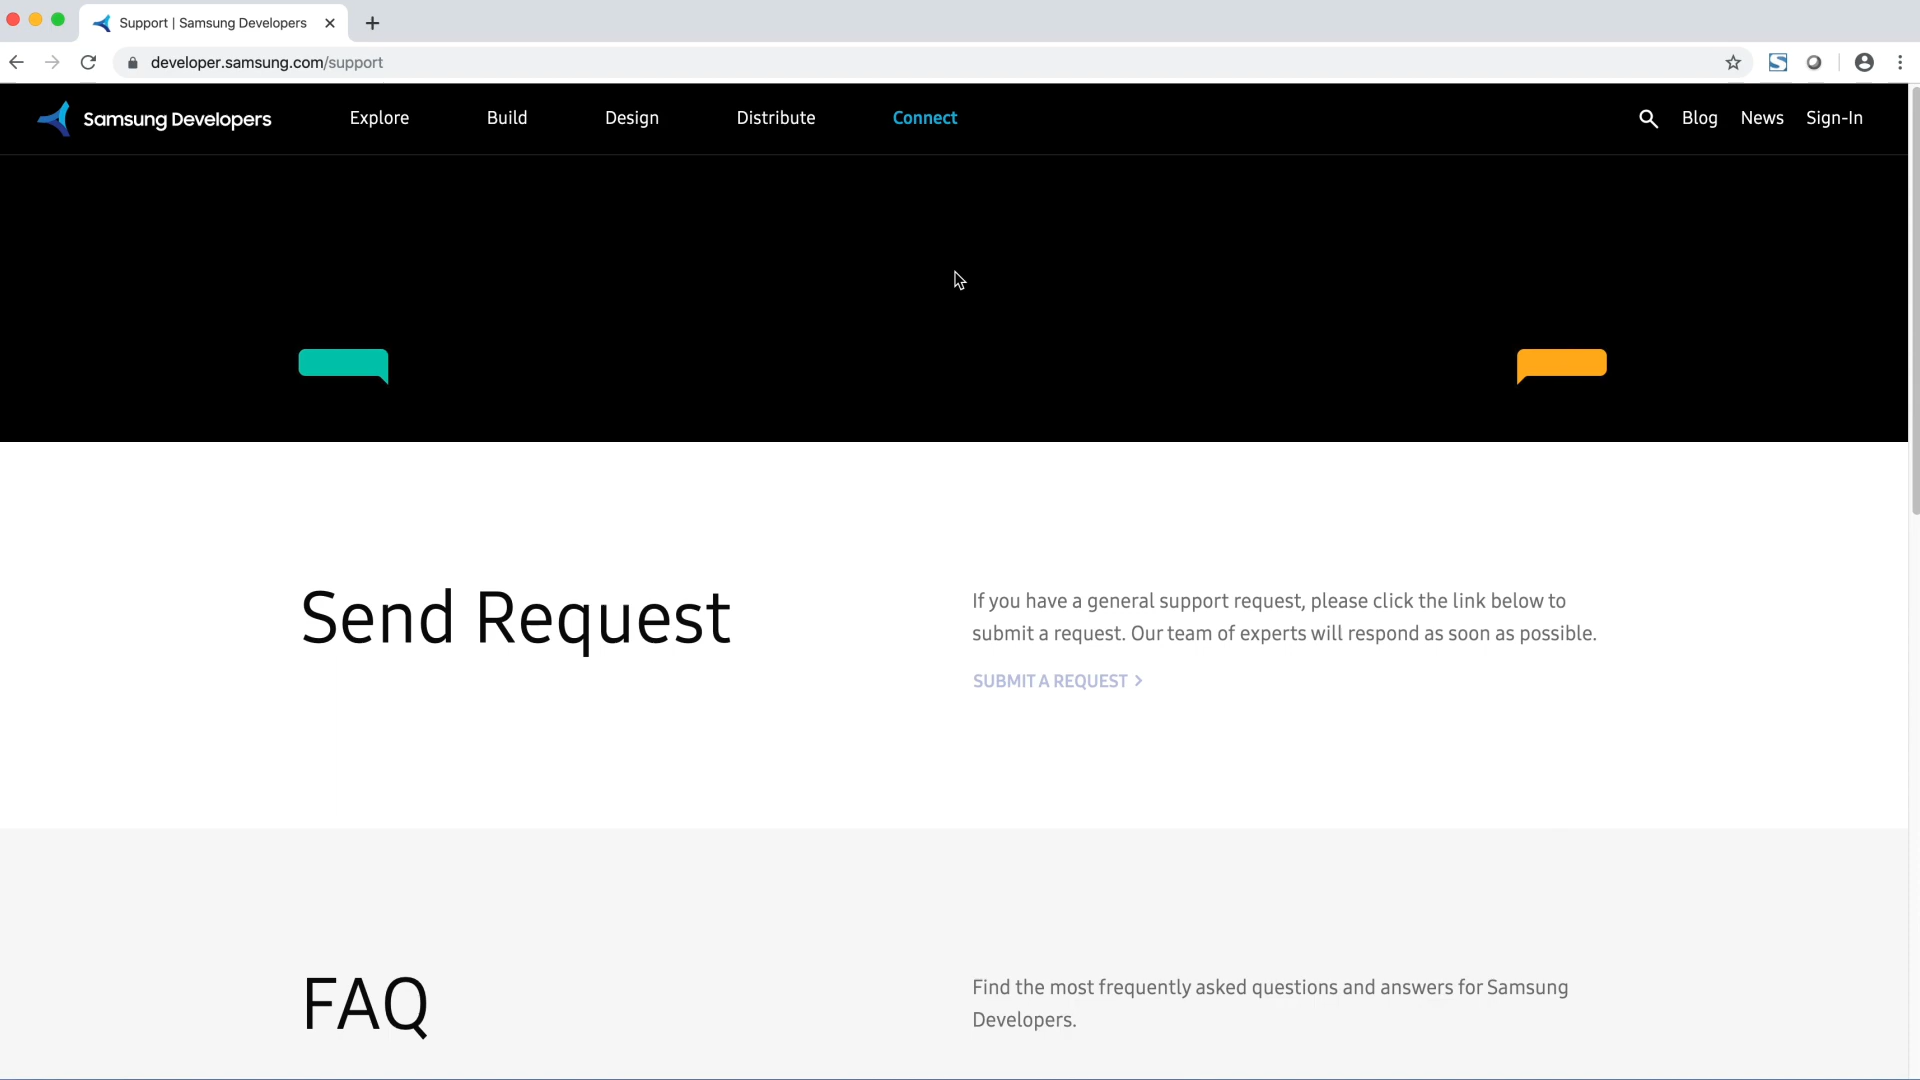 Support | Samsung Developers
developer.samsung.com/support
Samsung Developers
Explore
Build
Design
Distribute
Connect
Blog
News
Sign-In
Send Request
If you have a general support request, please click the link below to
submit a request. Our team of experts will respond as soon as possible.
SUBMIT A REQUEST >
FAQ
Find the most frequently asked questions and answers for Samsung
Developers.